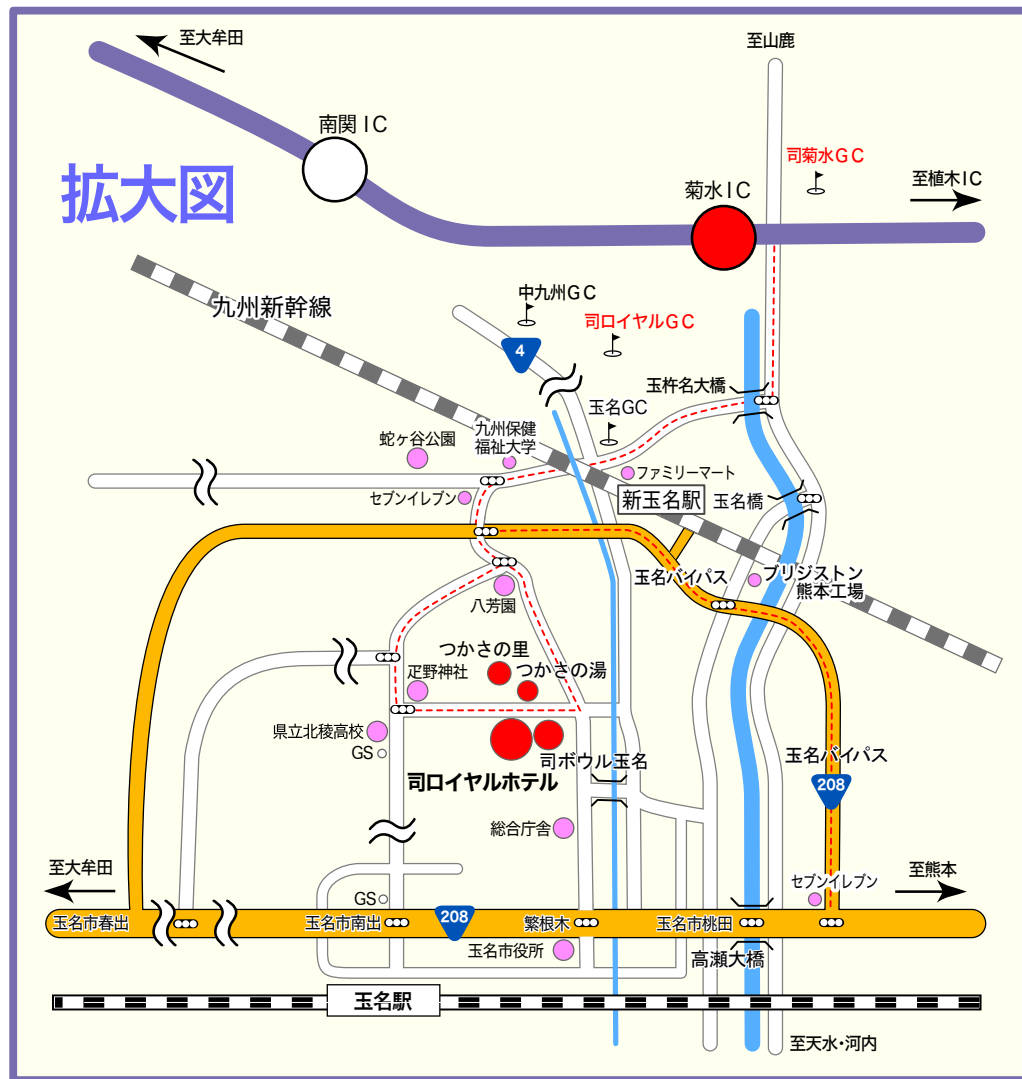 至大牟田
至山鹿
南関IC
司菊水GC
拡大図
菊水IC
至植木IC
九州新幹線
中九州GC
司ロイヤルGC
4
玉杵名大橋
玉名GC
九州保健
福祉大学
蛇ヶ谷公園
ファミリーマート
セブンイレブン
新玉名駅
玉名橋
玉名バイパス
ブリジストン
熊本工場
八芳園
つかさの里
つかさの湯
疋野神社
県立北稜高校
GS
司ボウル玉名
玉名バイパス
司ロイヤルホテル
208
総合庁舎
至大牟田
セブンイレブン
至熊本
GS
玉名市春出
玉名市南出
208
繁根木
玉名市桃田
玉名市役所
高瀬大橋
玉名駅
至天水・河内